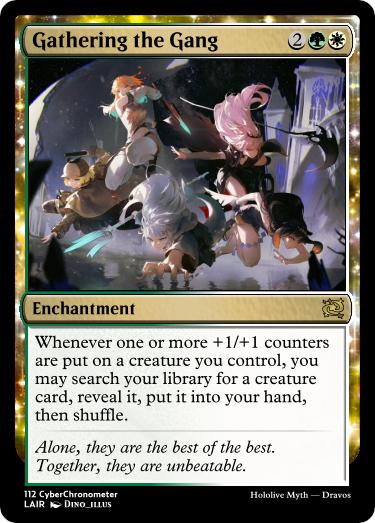 Gathering the Gang 2
Enchantment
Whenever one or more +1/+1 counters
are put on a creature you control, you
may search your library for a creature
card, reveal it, put it into your hand,
then shuffle.
Alone, they are the best of the best.
Together, they are unbeatable.
112 CyberChronometer
LAIR Dino_illus
Hololive Myth — Dravos